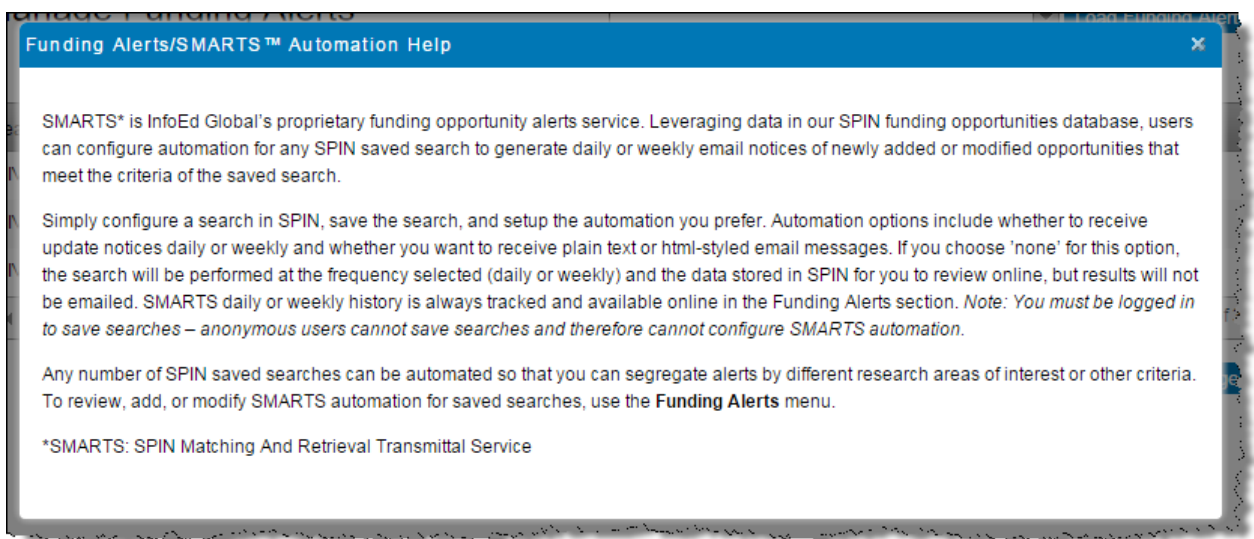 Manage Funding Alerts
Load Funding Alert
Funding Alerts/SMARTS™ Automation Help
SMARTS* is InfoEd Global's proprietary funding opportunity alerts service. Leveraging data in our SPIN funding opportunities database, users
can configure automation for any SPIN saved search to generate daily or weekly email notices of newly added or modified opportunities that
meet the criteria of the saved search.
Simply configure a search in SPIN, save the search, and setup the automation you prefer. Automation options include whether to receive
update notices daily or weekly and whether you want to receive plain text or html-styled email messages. If you choose 'none' for this option,
the search will be performed at the frequency selected (daily or weekly) and the data stored in SPIN for you to review online, but results will not
be emailed. SMARTS daily or weekly history is always tracked and available online in the Funding Alerts section. Note: You must be logged in
to save searches – anonymous users cannot save searches and therefore cannot configure SMARTS automation.
Any number of SPIN saved searches can be automated so that you can segregate alerts by different research areas of interest or other criteria.
To review, add, or modify SMARTS automation for saved searches, use the Funding Alerts menu.
*SMARTS: SPIN Matching And Retrieval Transmittal Service